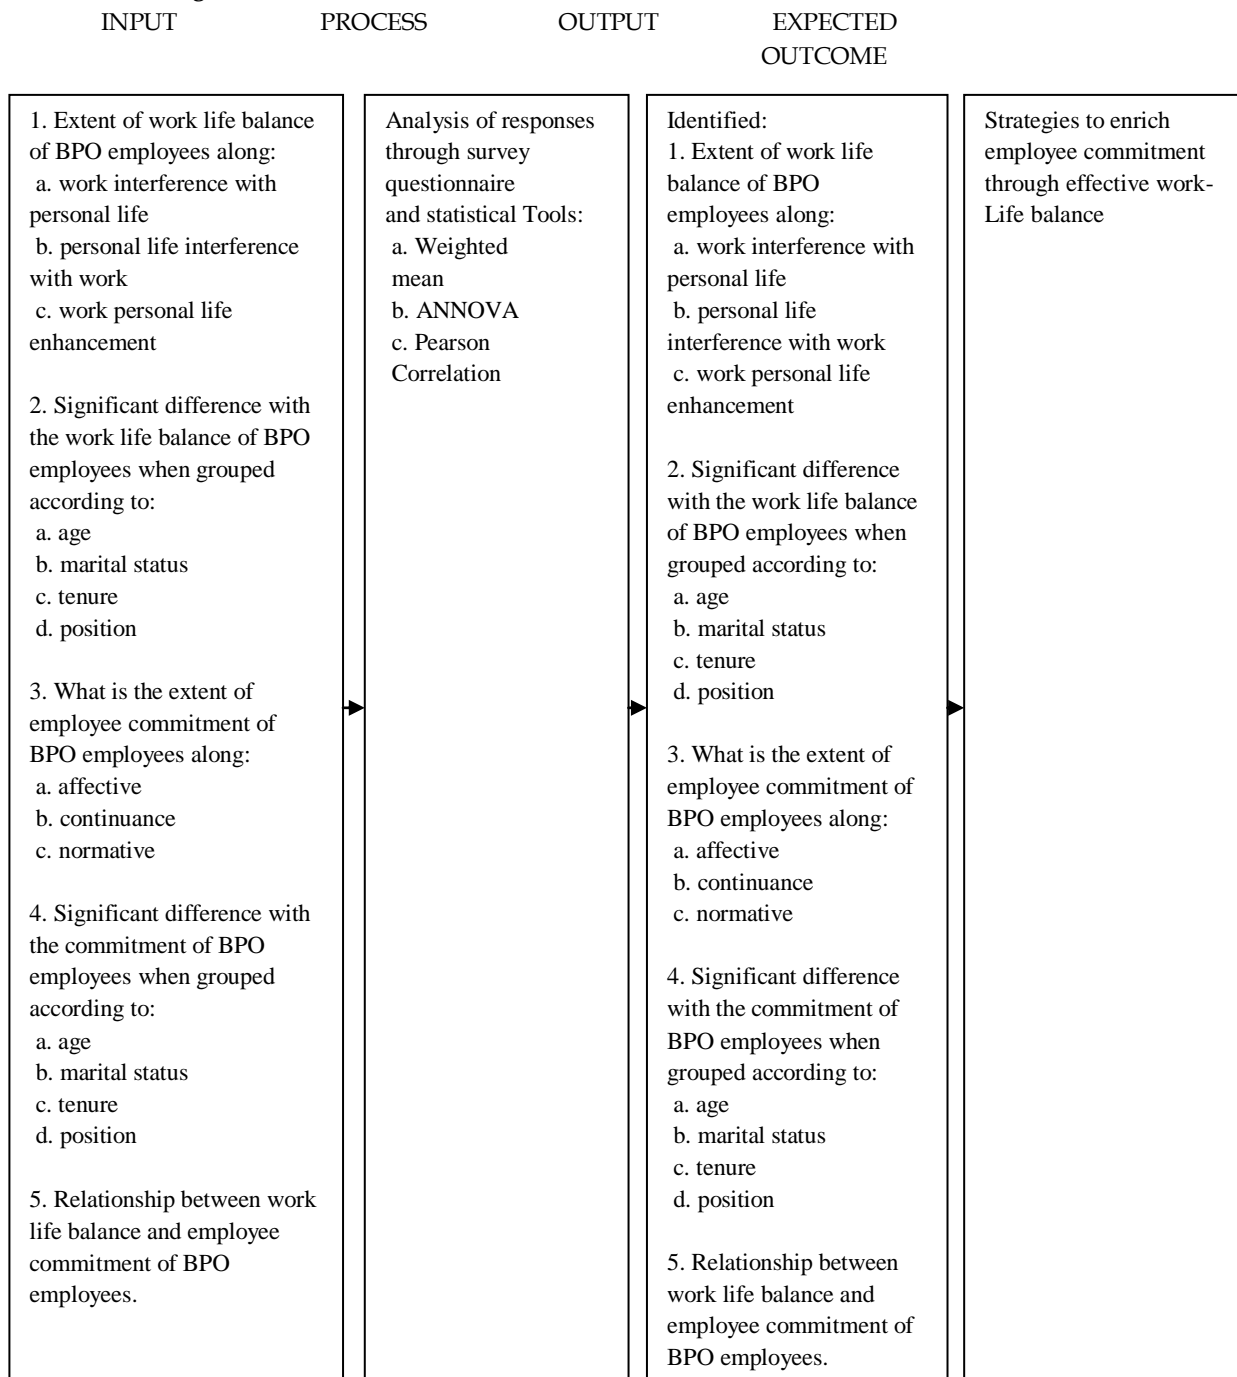 INPUT
PROCESS
OUTPUT
EXPECTED
OUTCOME
1. Extent of work life balance
of BPO employees along:
a. work interference with
personal life
b. personal life interference
with work
c. work personal life
enhancement
2. Significant difference with
the work life balance of BPO
employees when grouped
according to:
a. age
b. marital status
c. tenure
d. position
3. What is the extent of
employee commitment of
BPO employees along:
a. affective
b. continuance
c. normative
4. Significant difference with
the commitment of BPO
employees when grouped
according to:
a. age
b. marital status
c. tenure
d. position
5. Relationship between work
life balance and employee
commitment of BPO
employees.
Analysis of responses
through survey
questionnaire
and statistical Tools:
a. Weighted
mean
b. ANNOVA
c. Pearson
Correlation
Identified:
1. Extent of work life
balance of BPO
employees along:
a. work interference with
personal life
b. personal life
interference with work
c. work personal life
enhancement
2. Significant difference
with the work life balance
of BPO employees when
grouped according to:
a. age
b. marital status
c. tenure
d. position
3. What is the extent of
employee commitment of
BPO employees along:
a. affective
b. continuance
c. normative
4. Significant difference
with the commitment of
BPO employees when
grouped according to:
a. age
b. marital status
c. tenure
d. position
5. Relationship between
work life balance and
employee commitment of
BPO employees.
Strategies to enrich
employee commitment
through effective work-
Life balance